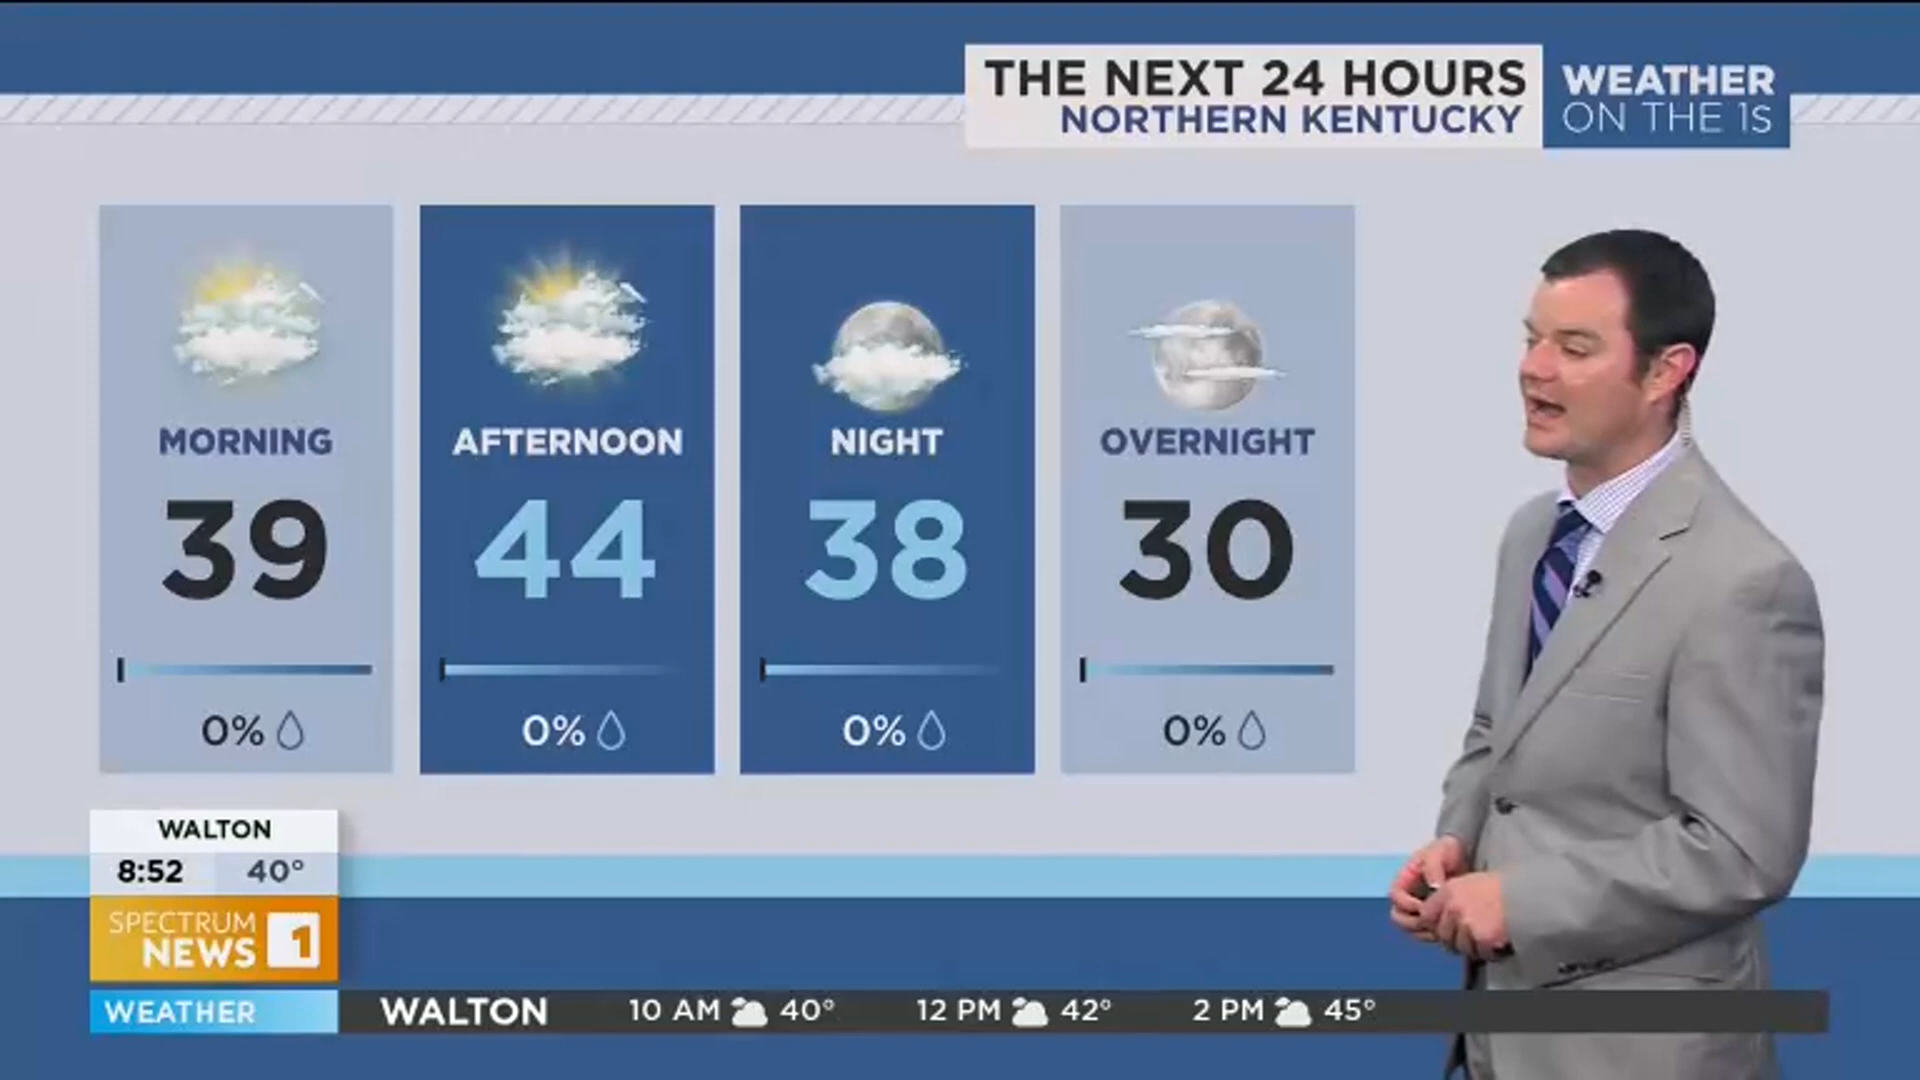 THE NEXT 24 HOURS
NORTHERN KENTUCKY
WEATHER
ON THE 1S
MORNING
39
0%
AFTERNOON
44
0%
NIGHT
38
0%
OVERNIGHT
30
0%
WALTON
8:52 40°
SPECTRUM
NEWS 1
WEATHER
WALTON 10 AM 40° 12 PM 42° 2 PM 45°